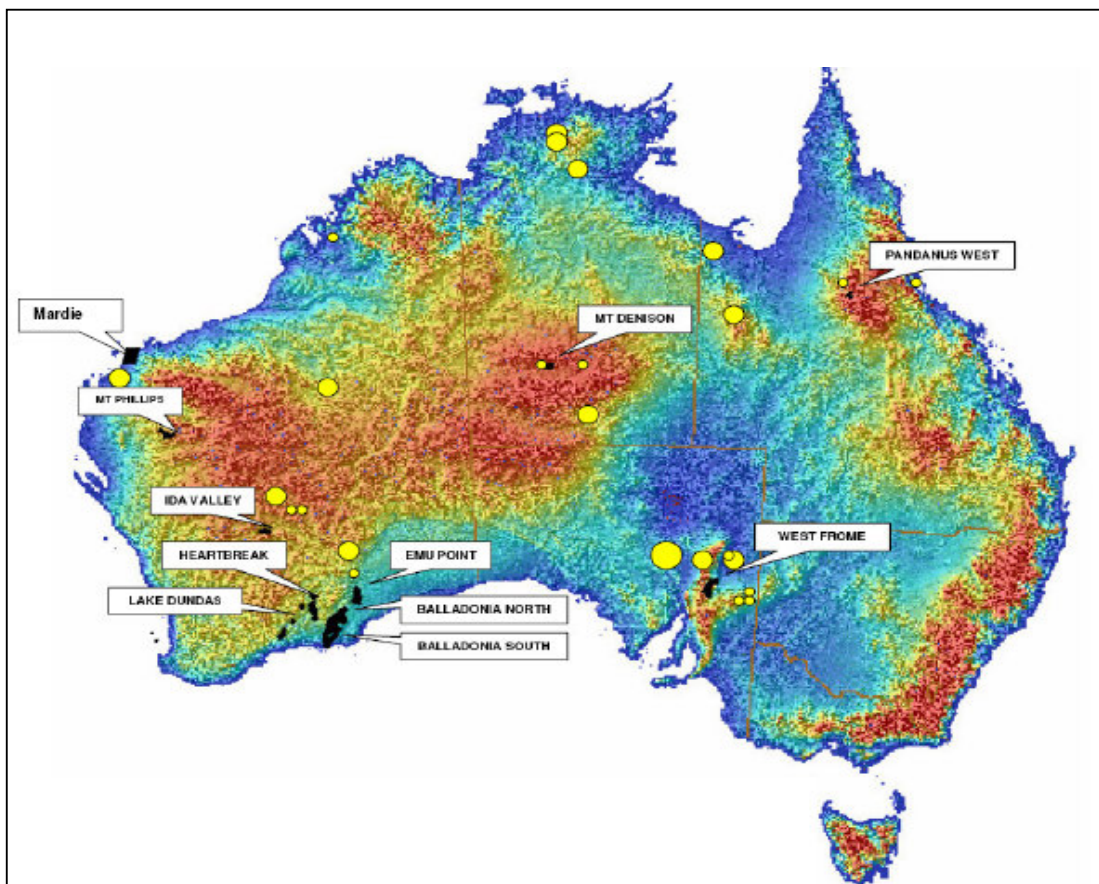 PANDANUS WEST
Mardie
MT DENISON
MT PHILLIPS
IDA VALLEY
WEST FROME
HEARTBREAK
EMU POINT
LAKE DUNDAS
BALLADONIA NORTH
BALLADONIA SOUTH